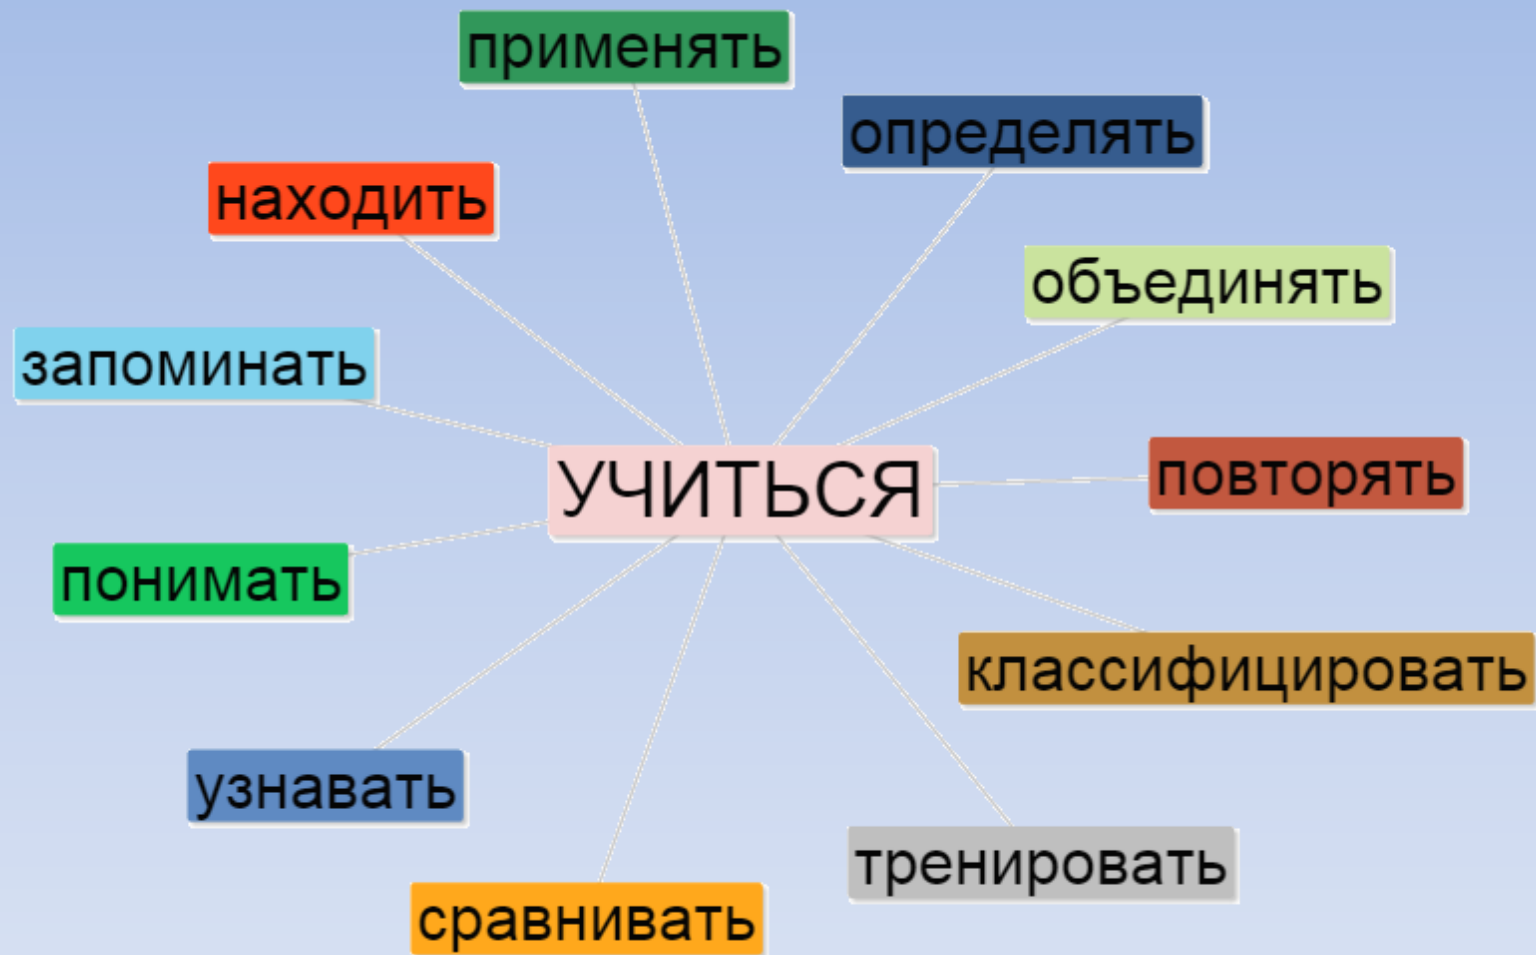 применять
определять
находить
объединять
запоминать
УЧИТЬСЯ
повторять
понимать
классифицировать
узнавать
тренировать
сравнивать